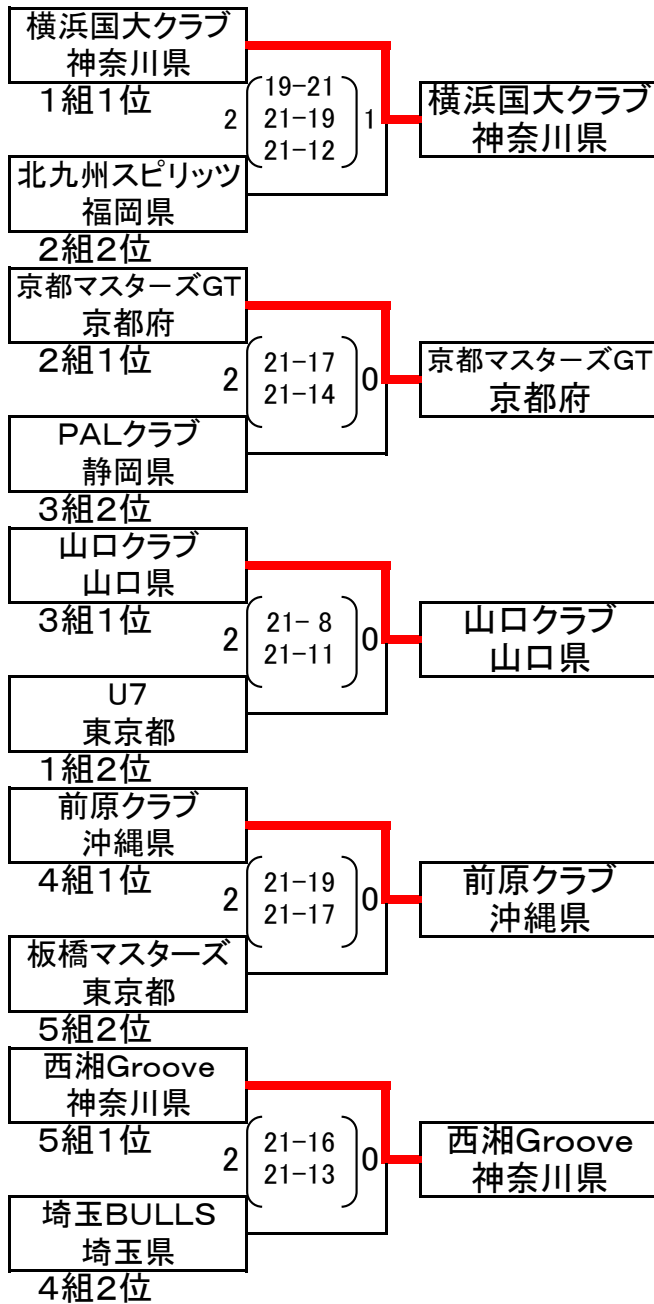 横浜国大クラブ
神奈川県
1組1位
2
19-21
21-19
21-12
1
横浜国大クラブ
神奈川県
北九州スピリッツ
福岡県
2組2位
京都マスターズGT
京都府
2組1位
2
21-17
21-14
0
京都マスターズGT
京都府
PALクラブ
静岡県
3組2位
山口クラブ
山口県
3組1位
2
21- 8
21-11
0
山口クラブ
山口県
U7
東京都
1組2位
前原クラブ
沖縄県
4組1位
2
21-19
21-17
0
前原クラブ
沖縄県
板橋マスターズ
東京都
5組2位
西湘Groove
神奈川県
5組1位
2
21-16
21-13
0
西湘Groove
神奈川県
埼玉BULLS
埼玉県
4組2位